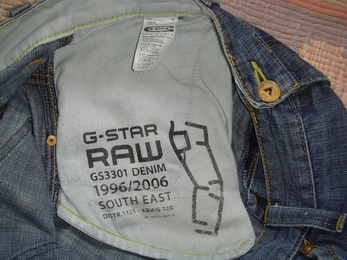 G-STAR
RAW
GS3301 DENIM
1996/2006
SOUTH EAST